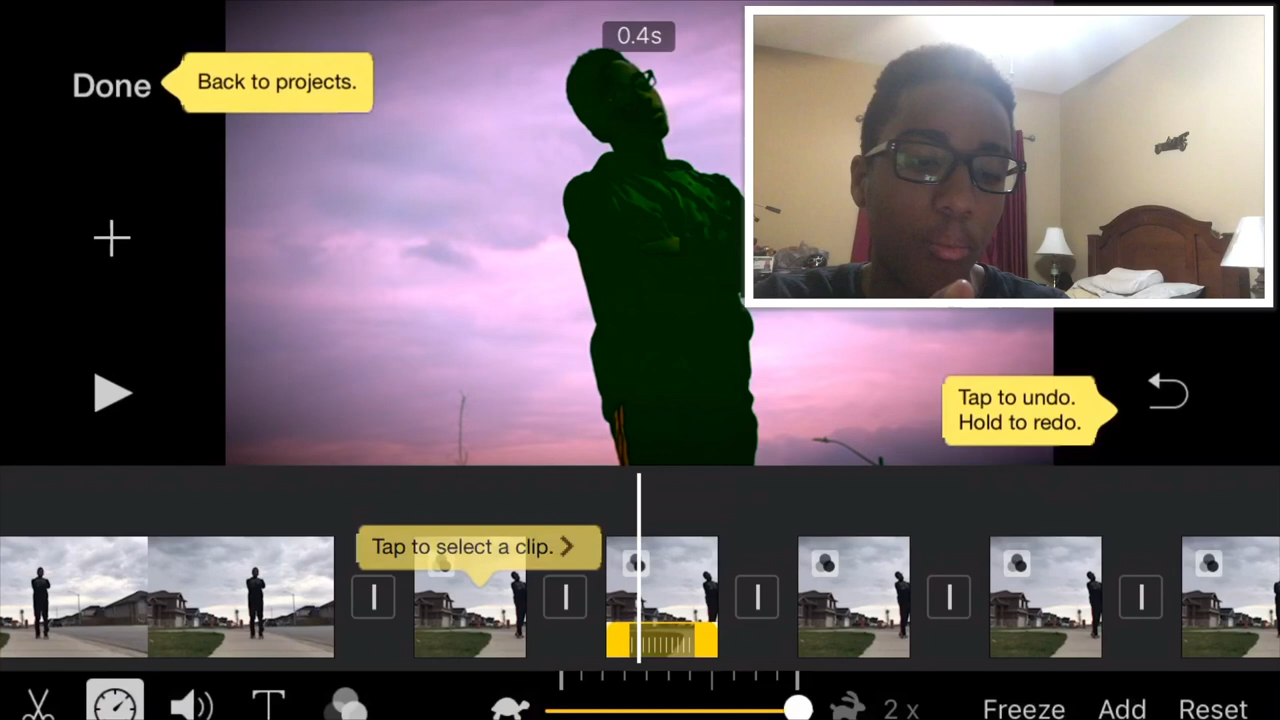 0.4s
Done
Back to projects.
Tap to undo.
Hold to redo.
Tap to select a clip.
T
2 x
Freeze
Add
Reset